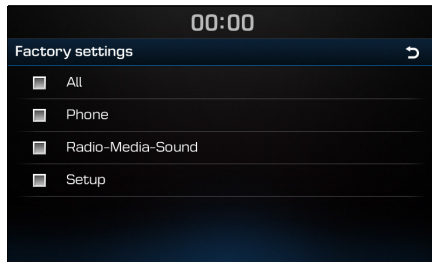 00:00
Factory settings
All
Phone
Radio-Media-Sound
Setup